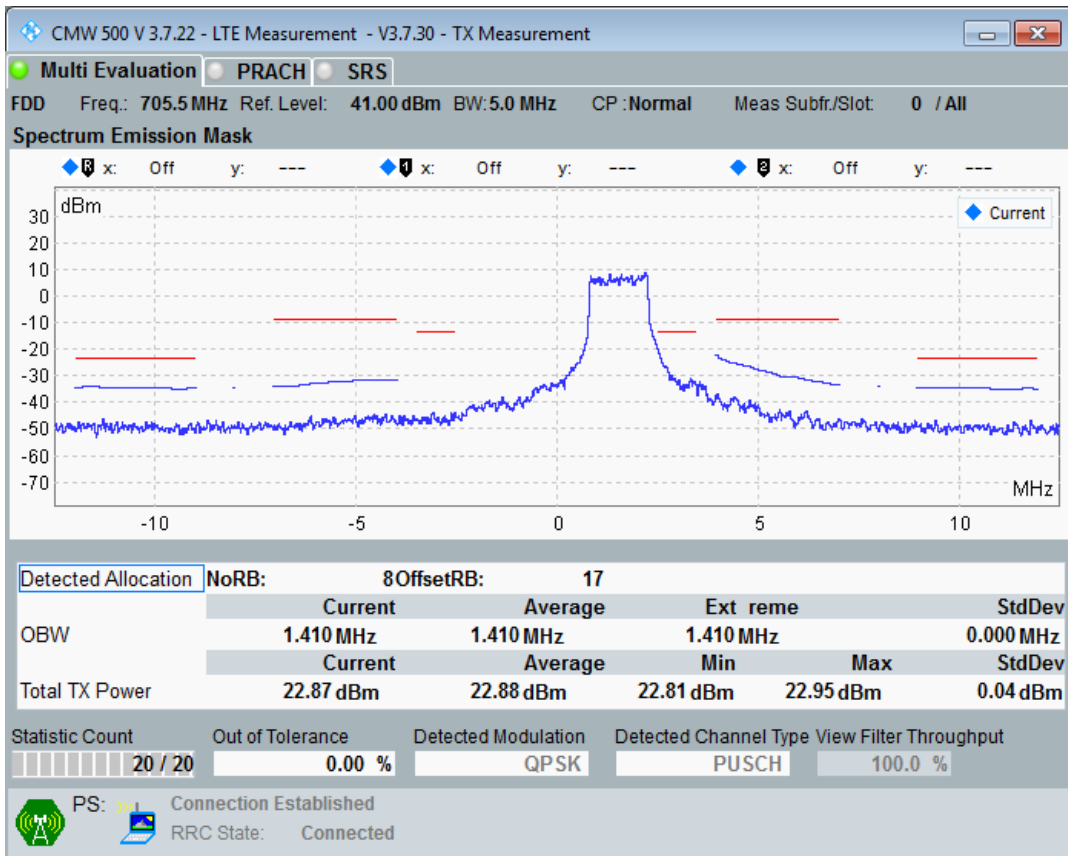 CMW 500 V 3.7.22 - LTE Measurement - V3.7.30 - TX Measurement
Multi Evaluation PRACH SRS
FDD Freq.: 705.5 MHz Ref. Level: 41.00 dBm BW: 5.0 MHz CP : Normal Meas Subfr./Slot: 0 / All
Spectrum Emission Mask
R x: Off y: --- 1 x: Off y: --- 2 x: Off y: ---
dBm
Current
30
20
10
0
-10
-20
-30
-40
-50
-60
-70
MHz
-10 -5 0 5 10
Detected Allocation NoRB: 8 OffsetRB: 17
Current Average Ext reme StdDev
OBW 1.410 MHz 1.410 MHz 1.410 MHz 0.000 MHz
Current Average Min Max StdDev
Total TX Power 22.87 dBm 22.88 dBm 22.81 dBm 22.95 dBm 0.04 dBm
Statistic Count Out of Tolerance Detected Modulation Detected Channel Type View Filter Throughput
20 / 20 0.00 % QPSK PUSCH 100.0 %
PS: Connection Established
RRC State: Connected